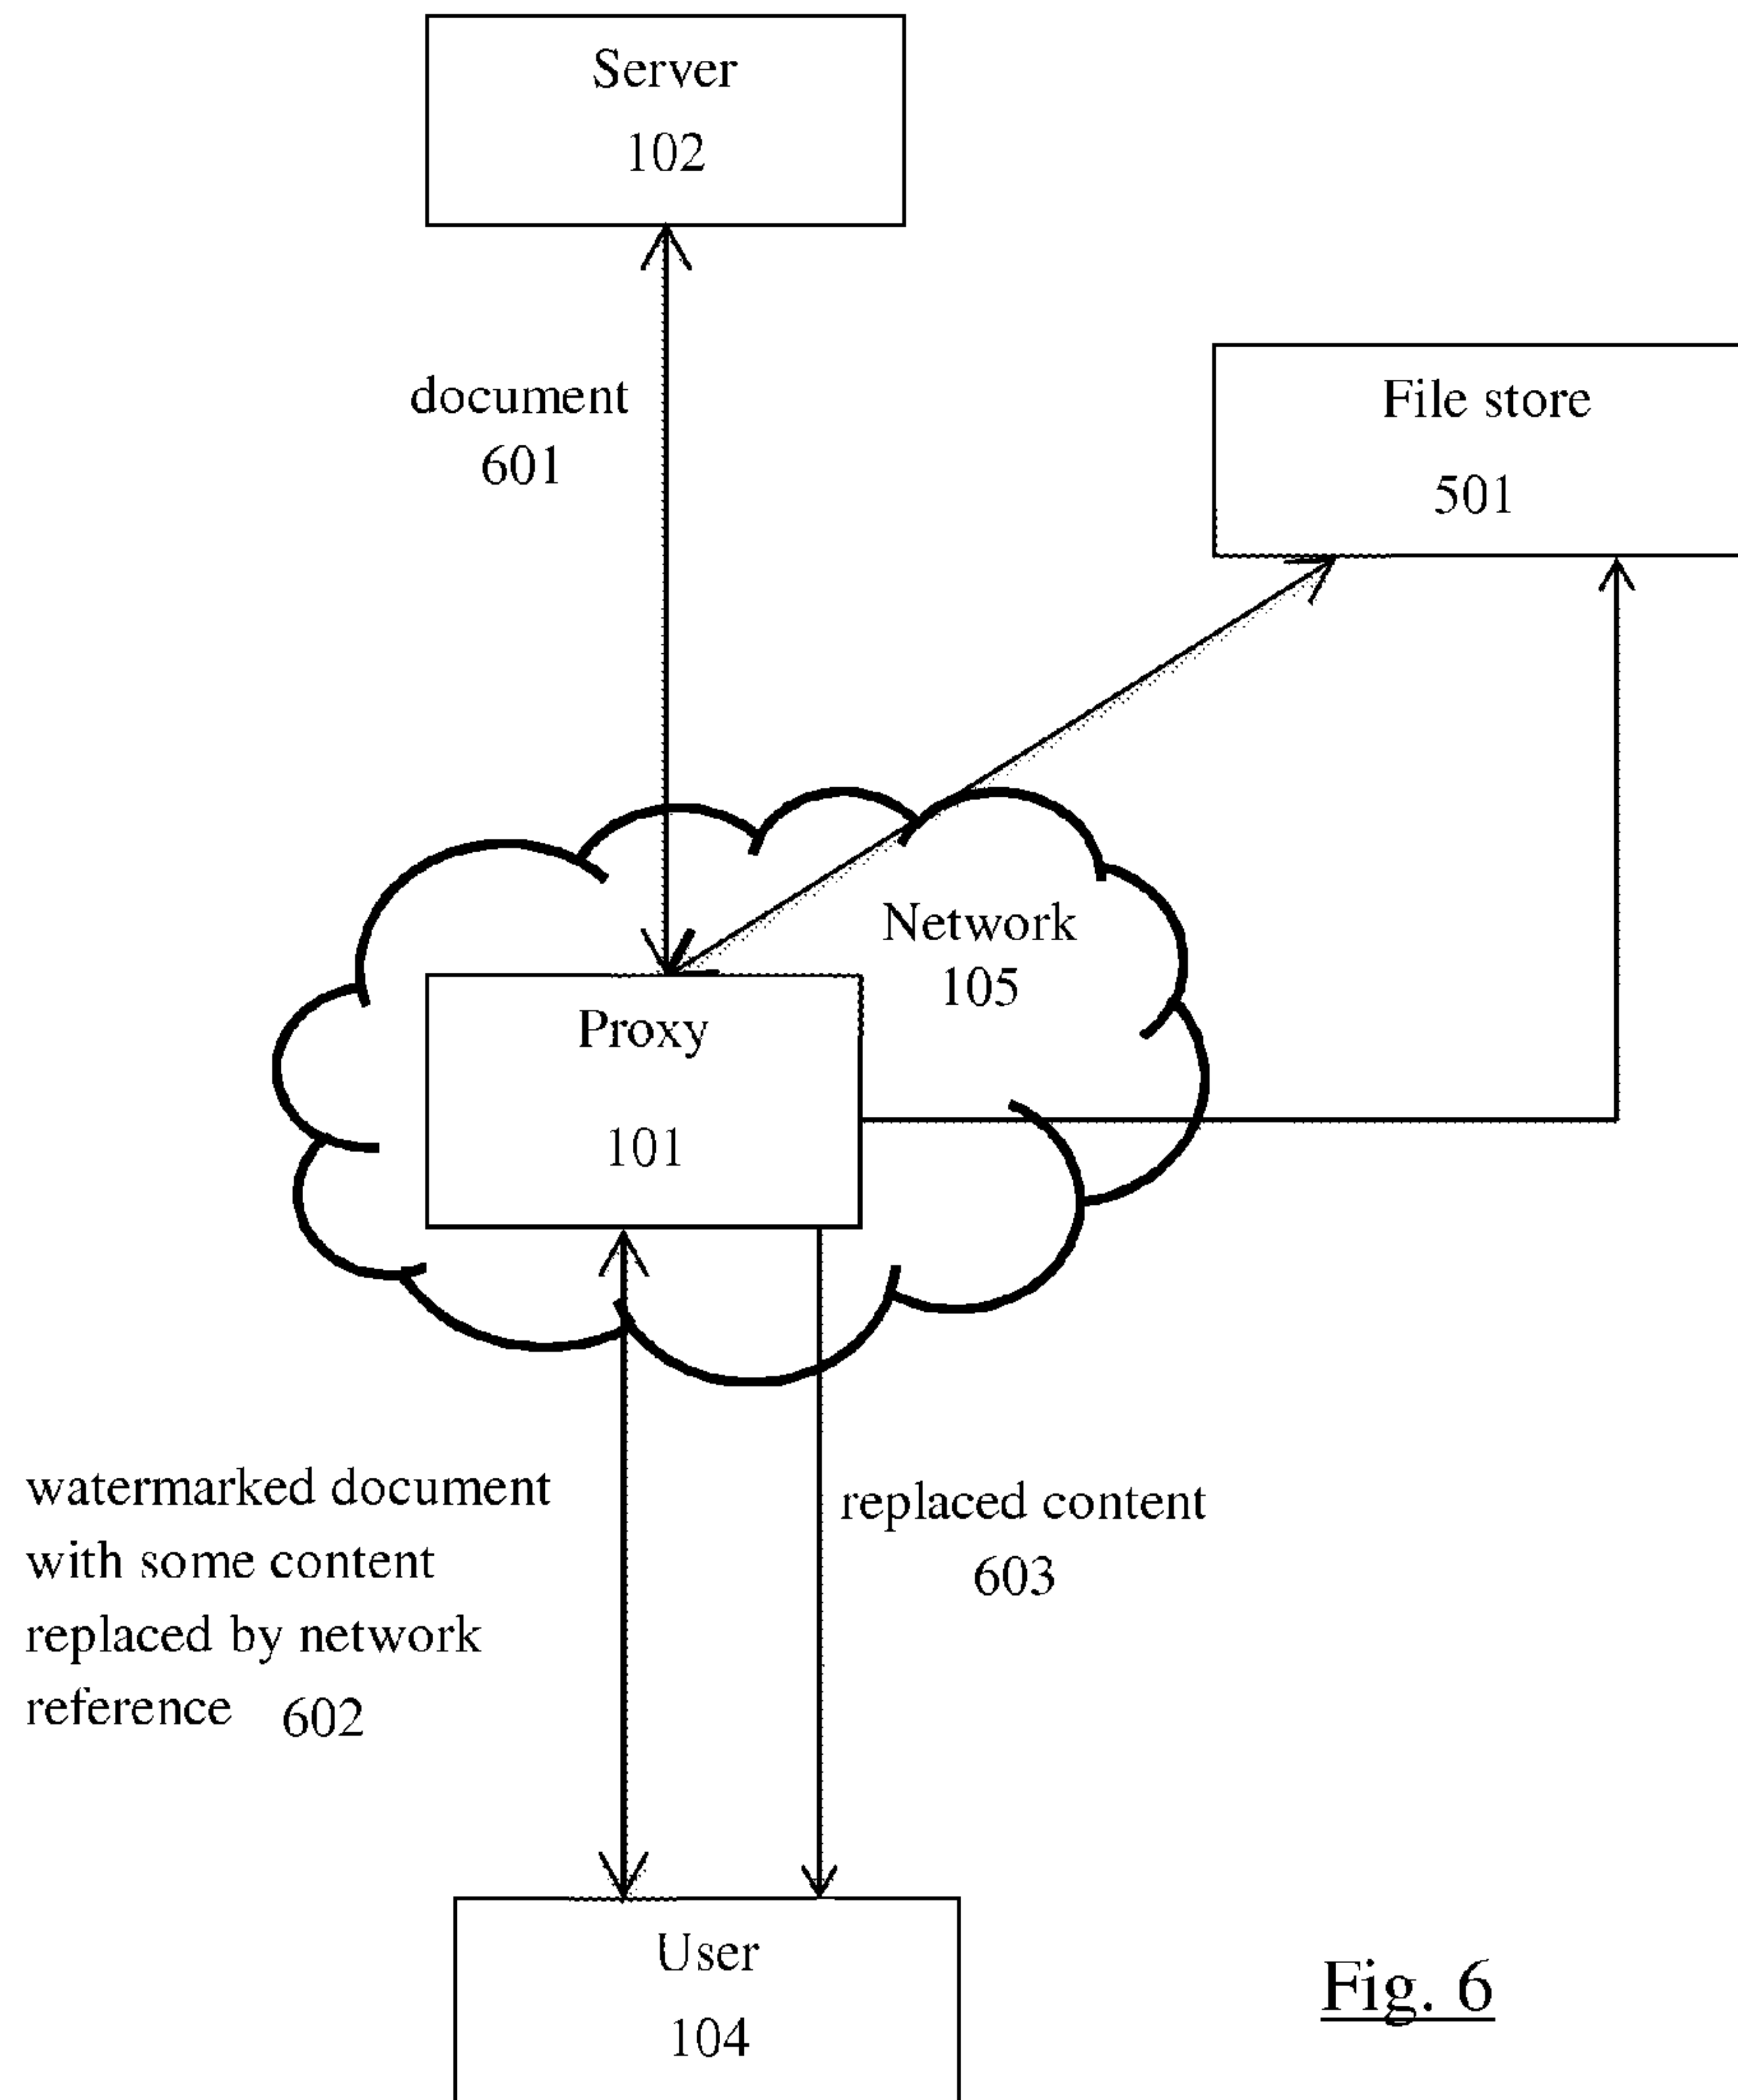 Server
102
document
601
File store
501
Network
105
Proxy
101
watermarked document
with some content
replaced by network
reference 602
replaced content
603
User
104
Fig. 6